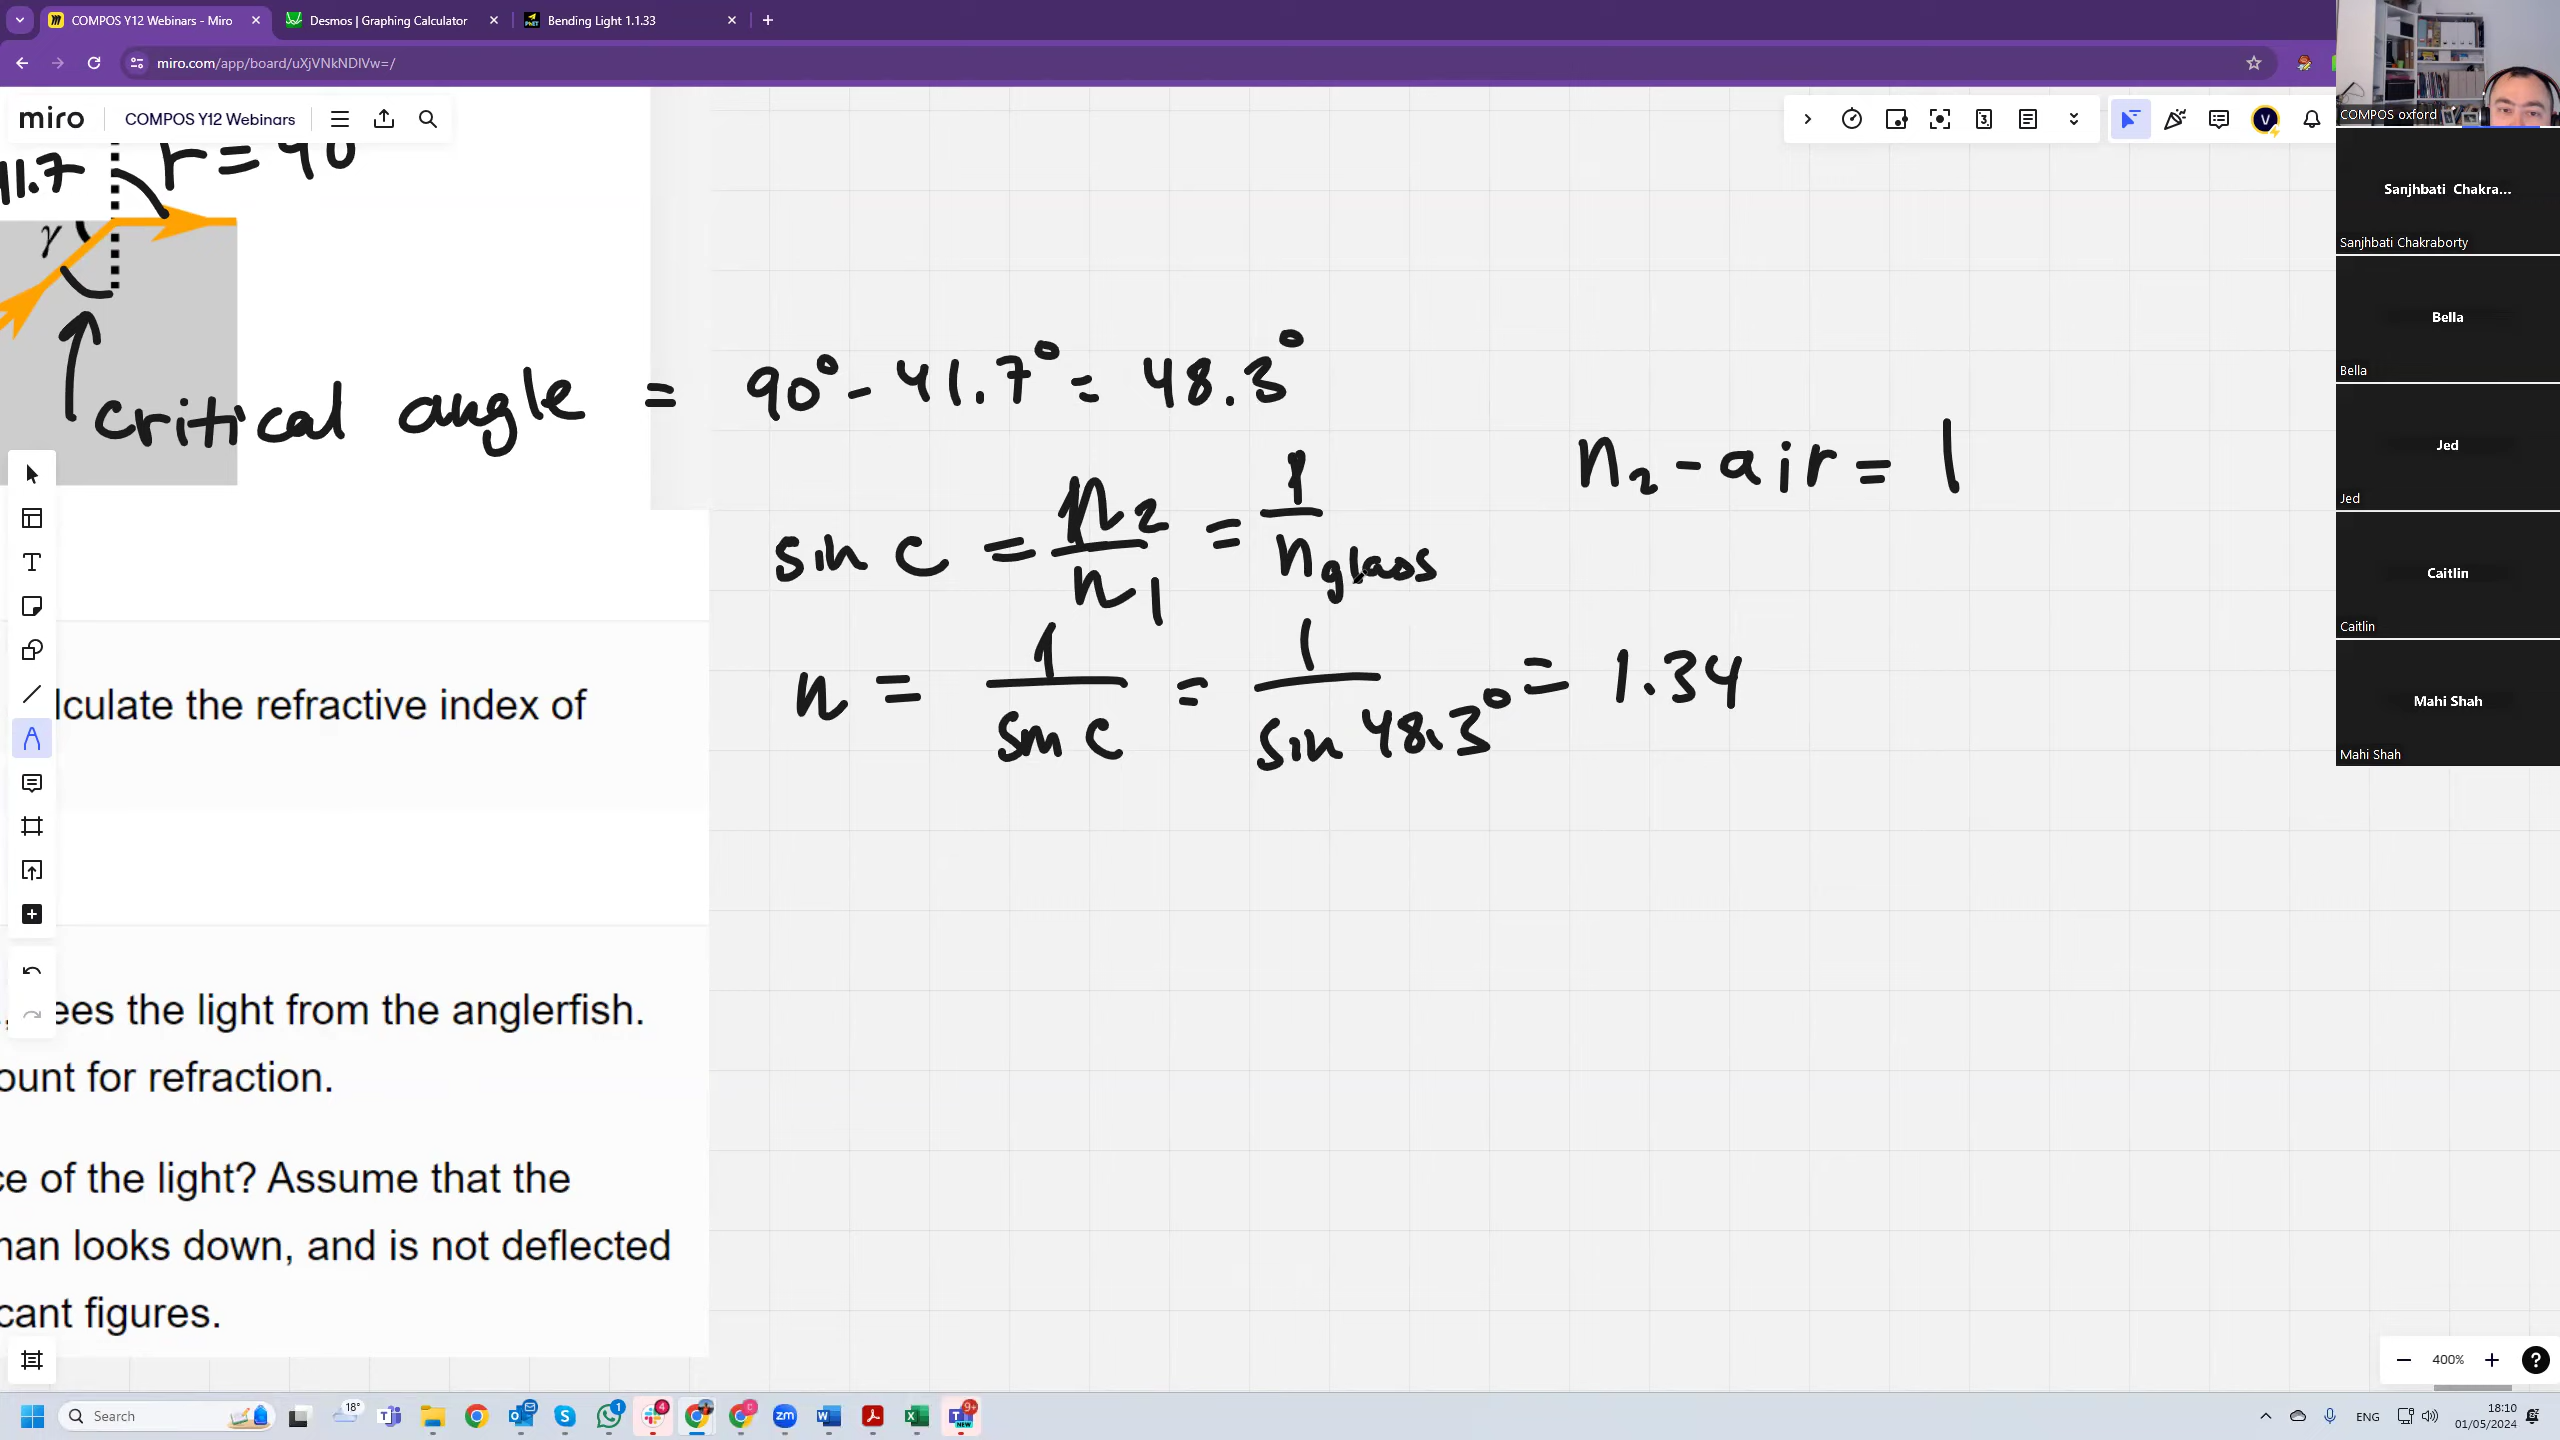 COMPOS Y12 Webinars - Miro
Desmos | Graphing Calculator
Bending Light 1.1.33
miro.com/app/board/uXjVNkNDlVw=/
miro
COMPOS Y12 Webinars
V
COMPOS oxford
41.7
r = 90
γ
critical angle = 90° - 41.7° = 48.3°
n₂ - air = 1
sin c = n₂/n₁ = 1/n glass
n = 1/sin c = 1/sin 48.3° = 1.34
lculate the refractive index of
ees the light from the anglerfish.
ount for refraction.
ce of the light? Assume that the
man looks down, and is not deflected
cant figures.
Sanjhbati Chakra...
Sanjhbati Chakraborty
Bella
Bella
Jed
Jed
Caitlin
Caitlin
Mahi Shah
Mahi Shah
400%
Search
18°
ENG
18:10
01/05/2024